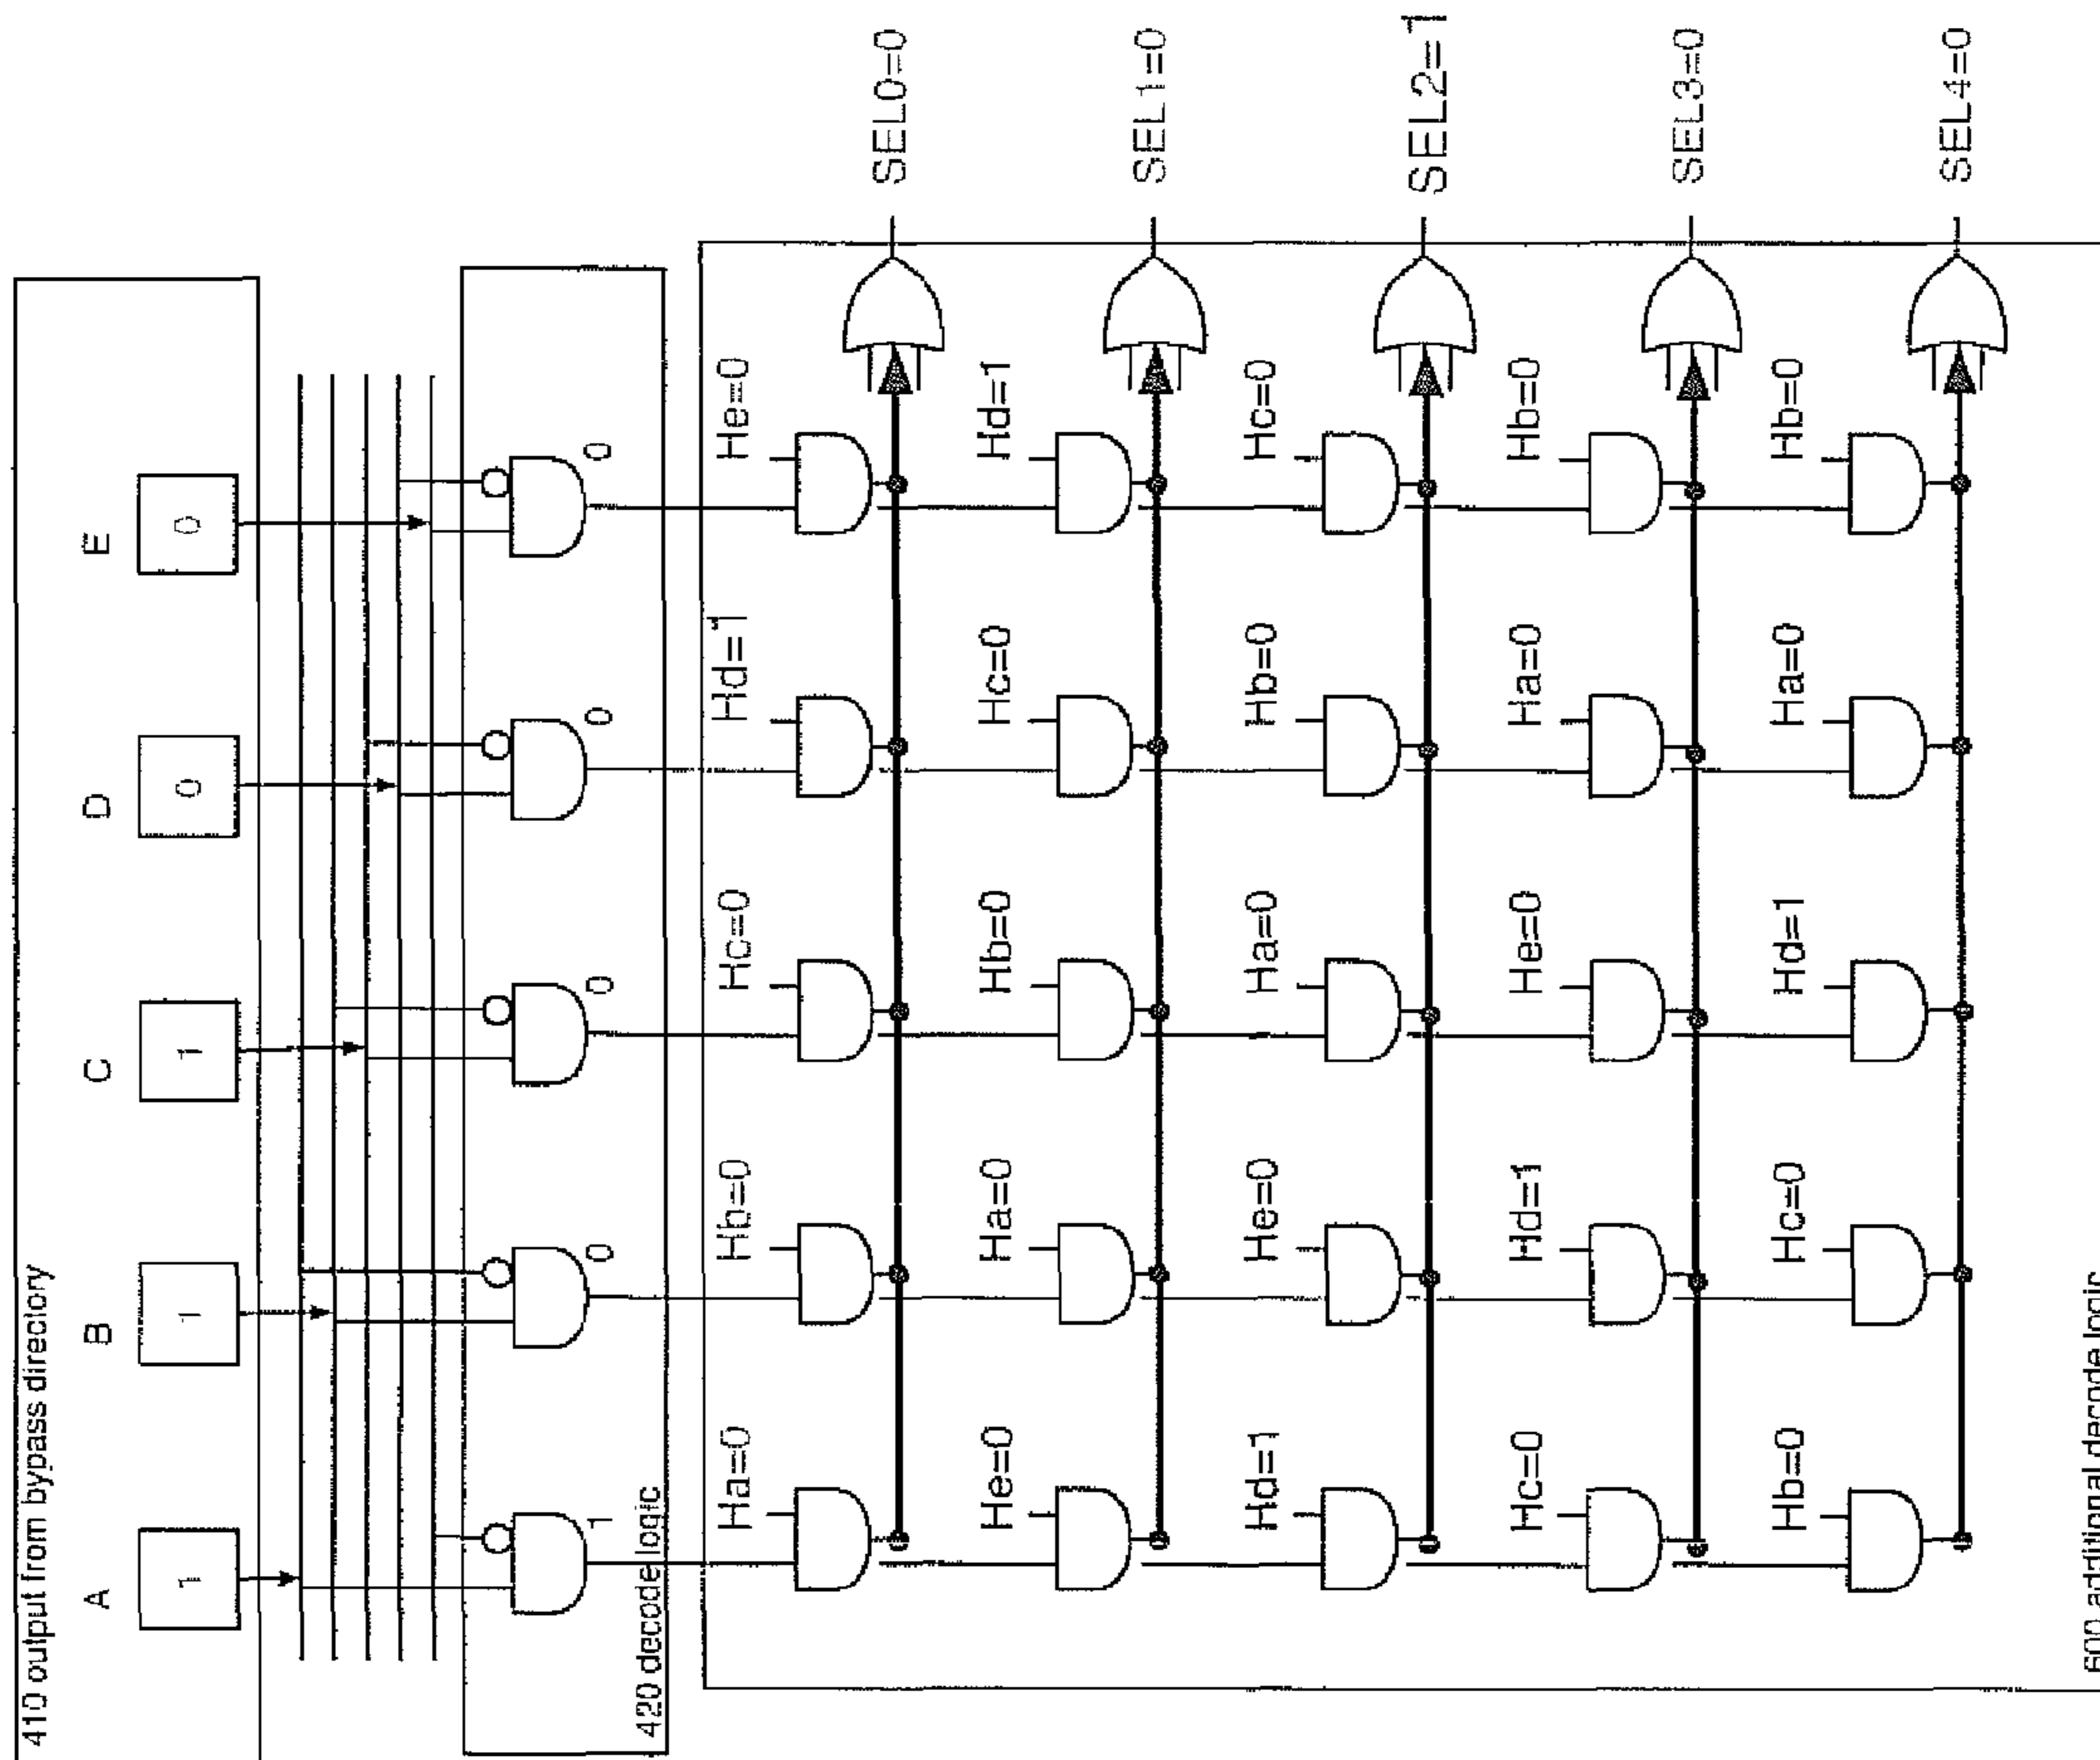 410 output from bypass directory
A B C D E
1 1 1 0 0
1 0 0 0 0
420 decode logic
Ha=0 Hb=0 Hc=0 Hd=1 He=0
SEL0=0
He=0 Ha=0 Hb=0 Hc=0 Hd=1
SEL1=0
Hd=1 He=0 Ha=0 Hb=0 Hc=0
SEL2=1
Hc=0 Hd=1 He=0 Ha=0 Hb=0
SEL3=0
Hb=0 Hc=0 Hd=1 Ha=0 Hb=0
SEL4=0
600 additional decode logic